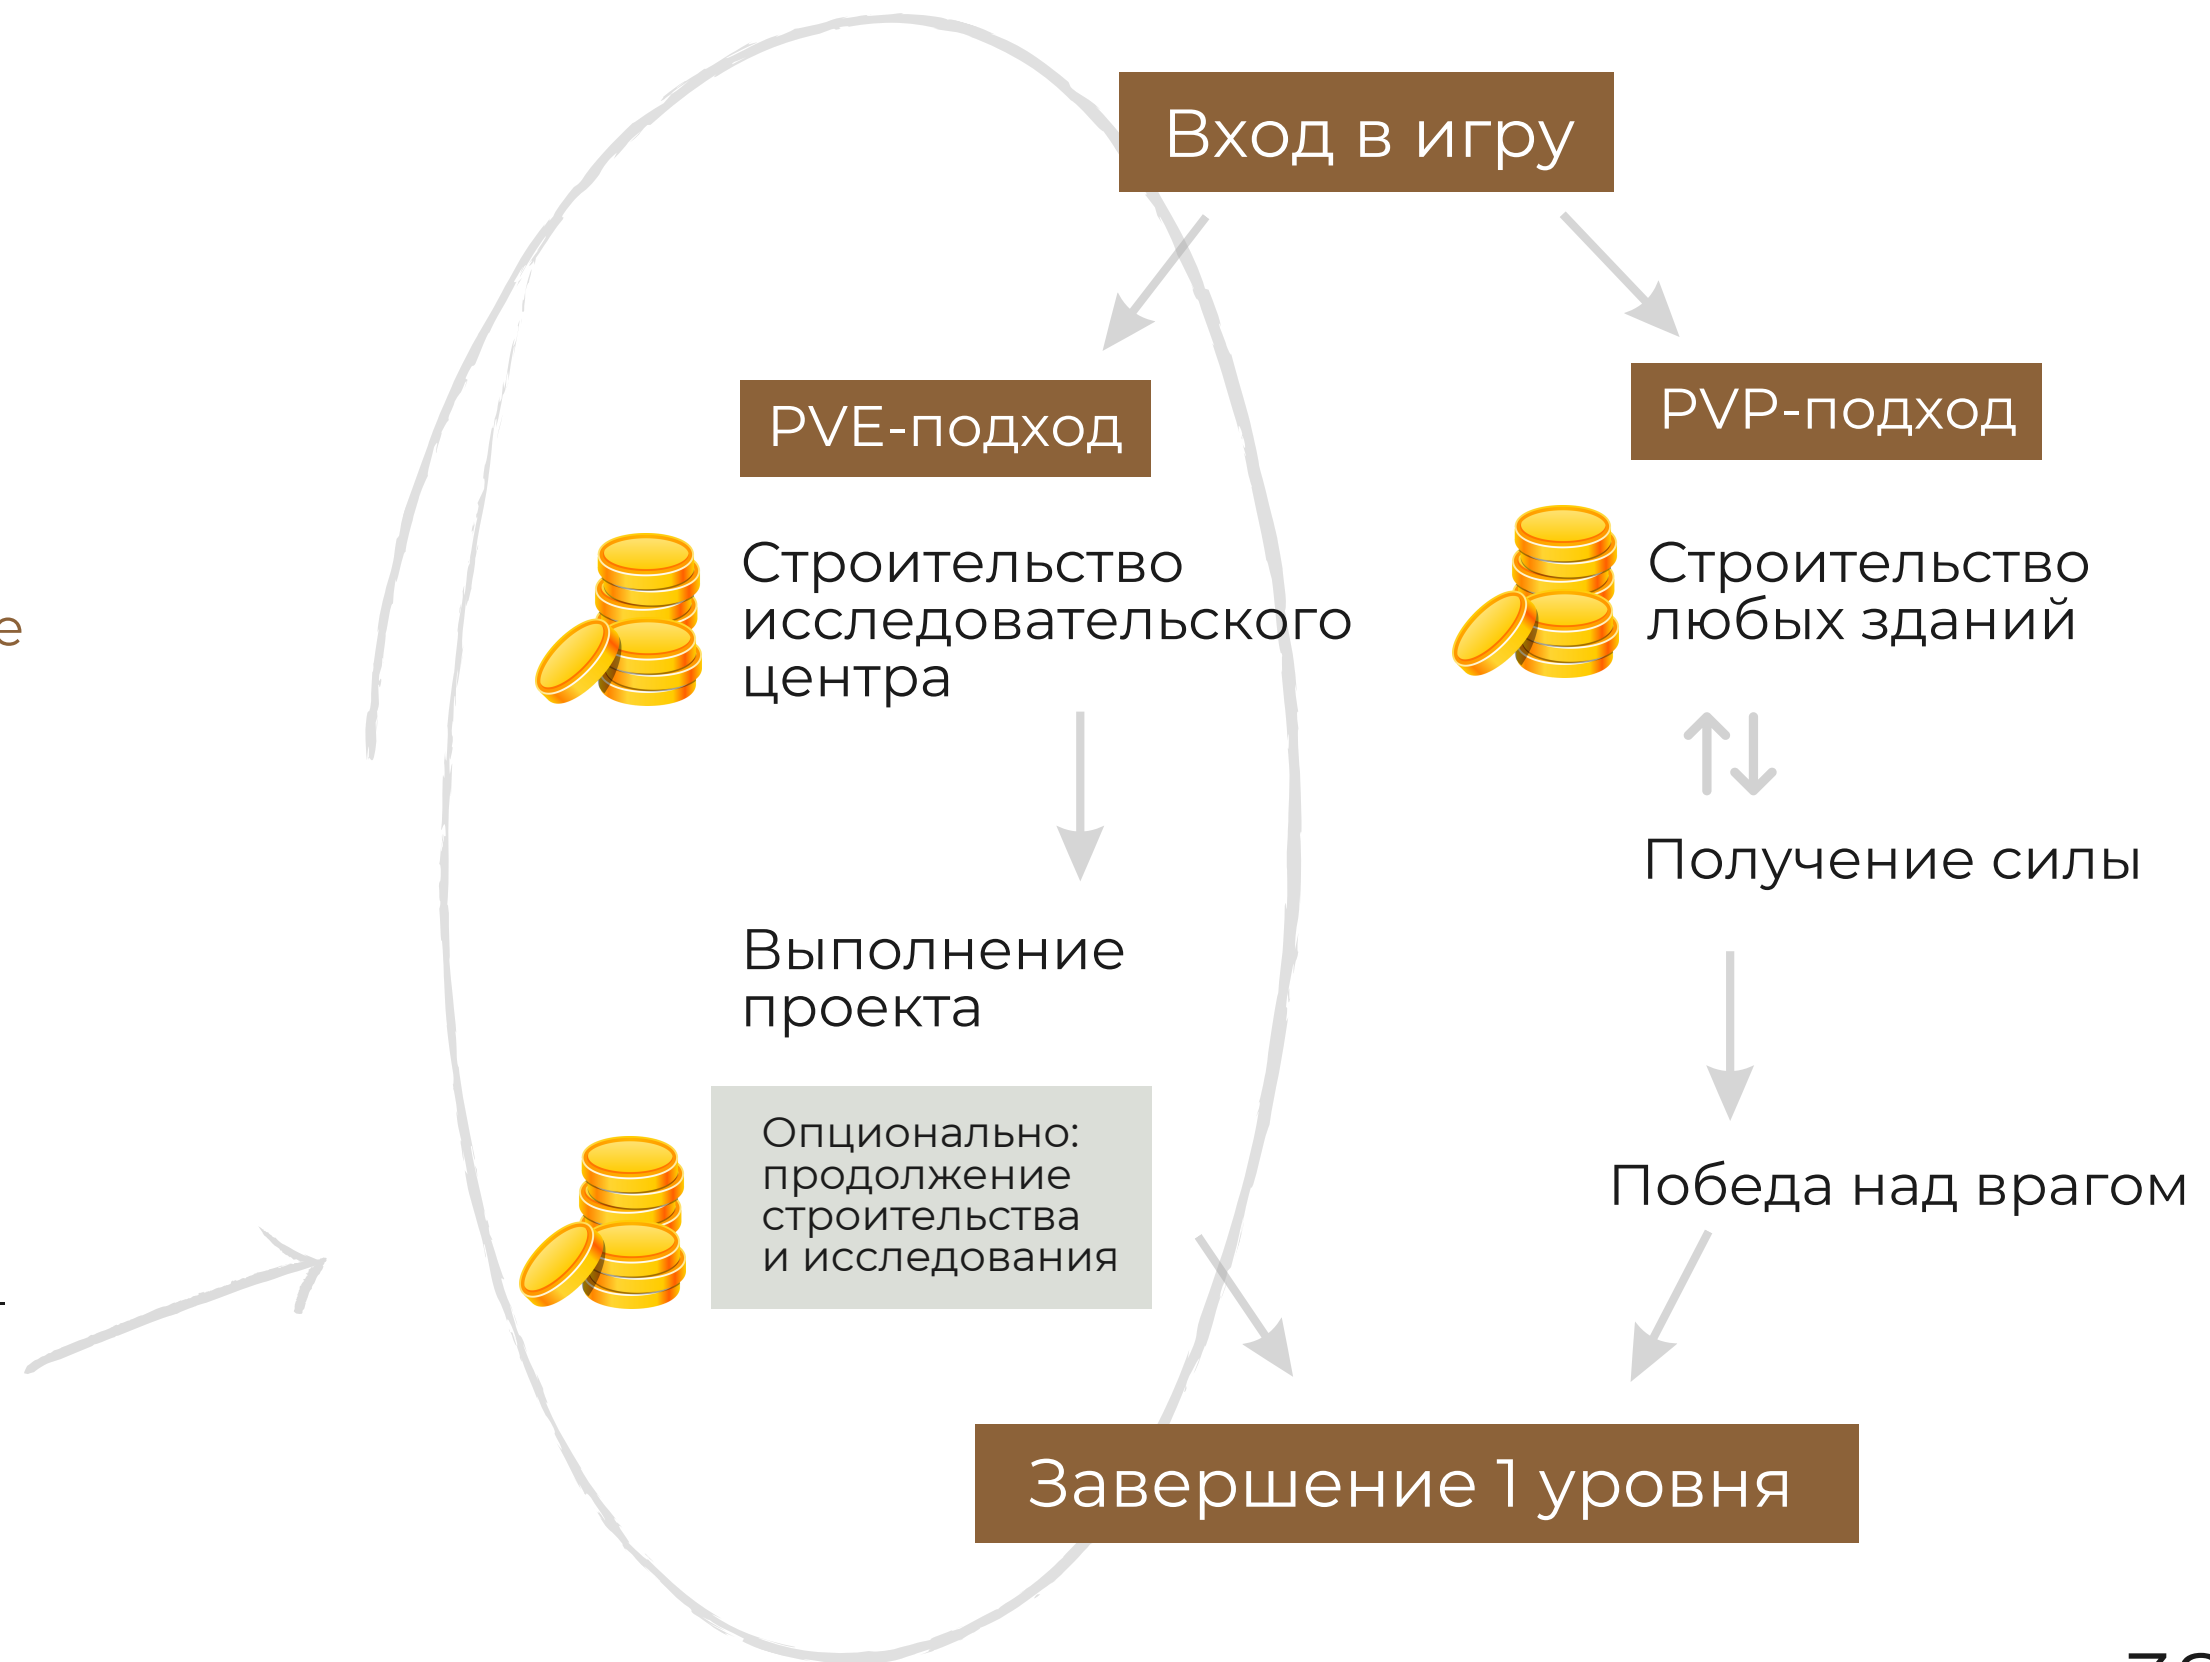 Вход в игру
PVE-подход
Строительство
исследовательского
центра
Выполнение
проекта
Опционально:
продолжение
строительства
и исследования
PVP-подход
Строительство
любых зданий
Получение силы
Победа над врагом
Завершение 1 уровня